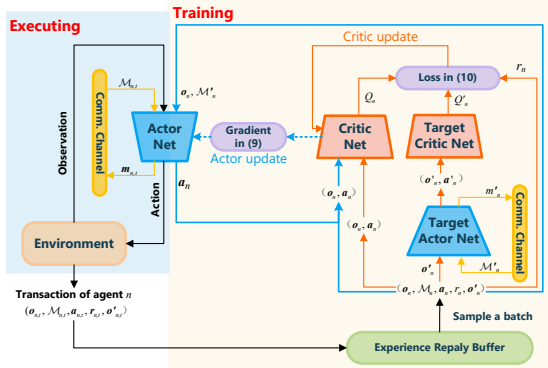 Executing
Training
Critic update
Loss in (10)
r_n
Q_n
Q'_n
𝓜_{n,t}
o_n, 𝓜'_n
Comm. Channel
Observation
Actor
Net
Gradient
in (9)
Actor update
Critic
Net
Target
Critic Net
m_{n,t}
Action
a_n
(o_n, a_n)
(o'_n, a'_n)
m'_n
(o_n, a_n)
Target
Actor Net
Comm. Channel
Environment
o'_n
𝓜'_n
Transaction of agent n
(o_{n,t}, 𝓜_{n,t}, a_{n,t}, r_{n,t}, o'_{n,t})
(o_n, 𝓜_n, a_n, r_n, o'_n)
Sample a batch
Experience Repaly Buffer